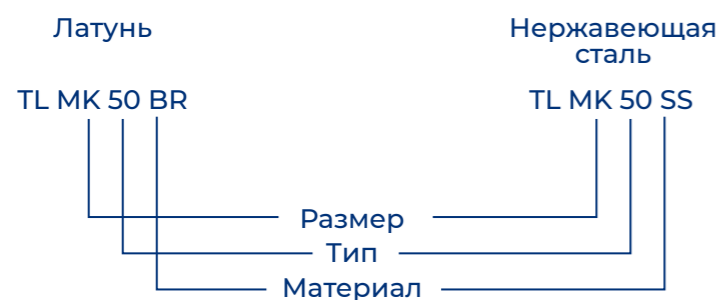 Латунь
Нержавеющая
сталь
TL MK 50 BR
TL MK 50 SS
Размер
Тип
Материал